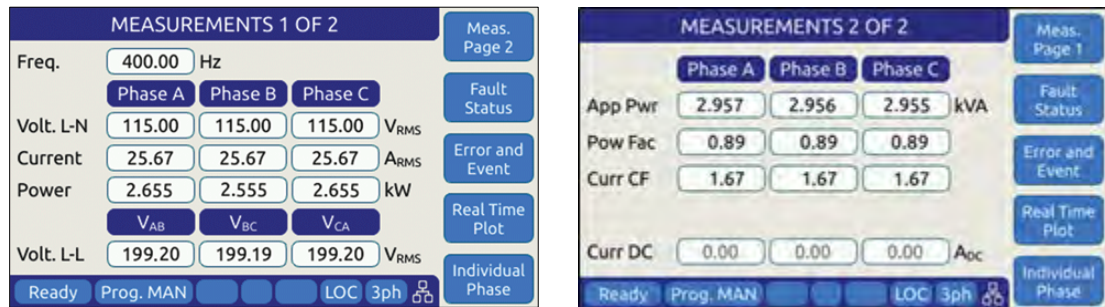 MEASUREMENTS 1 OF 2
Meas. Page 2
Freq. 400.00 Hz
Phase A Phase B Phase C
Fault Status
Volt. L-N 115.00 115.00 115.00 VRMS
Current 25.67 25.67 25.67 ARMS
Error and Event
Power 2.655 2.555 2.655 kW
VAB VBC VCA
Real Time Plot
Volt. L-L 199.20 199.19 199.20 VRMS
Individual Phase
Ready Prog. MAN LOC 3ph
MEASUREMENTS 2 OF 2
Meas. Page 1
Phase A Phase B Phase C
Fault Status
App Pwr 2.957 2.956 2.955 kVA
Pow Fac 0.89 0.89 0.89
Error and Event
Curr CF 1.67 1.67 1.67
Real Time Plot
Curr DC 0.00 0.00 0.00 ADC
Individual Phase
Ready Prog. MAN LOC 3ph